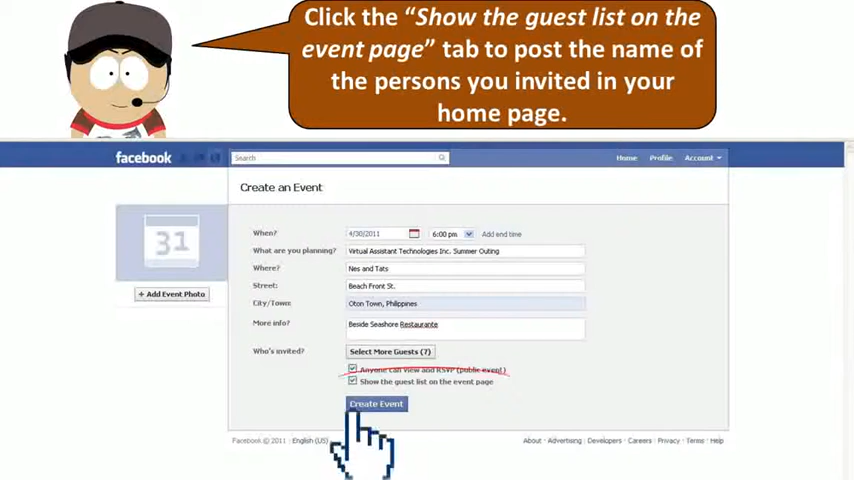 Click the “Show the guest list on the
event page” tab to post the name of
the persons you invited in your
home page.
facebook
Search
Home Profile Account
Create an Event
31
+ Add Event Photo
When? 4/30/2011 6:00 pm Add end time
What are you planning? Virtual Assistant Technologies Inc. Summer Outing
Where? Nes and Tats
Street: Beach Front St.
City/Town: Oton Town, Philippines
More info? Beside Seashore Restaurante
Who's invited? Select More Guests (7)
Anyone can view and RSVP (public event)
Show the guest list on the event page
Create Event
Facebook © 2011 · English (US)
About · Advertising · Developers · Careers · Privacy · Terms · Help